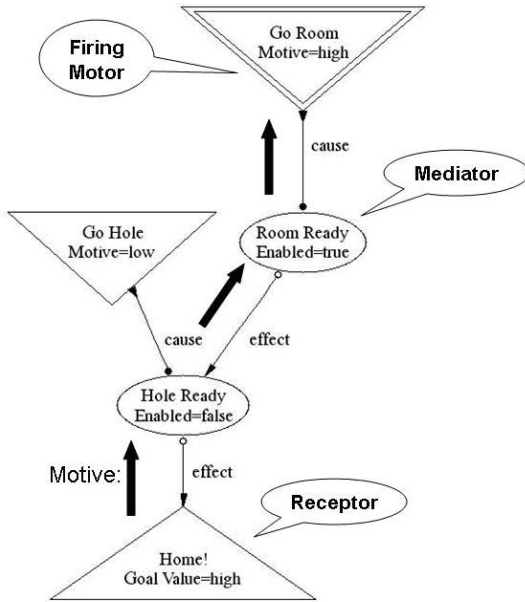 Firing
Motor
Go Room
Motive=high
cause
Mediator
Go Hole
Motive=low
Room Ready
Enabled=true
cause
effect
Hole Ready
Enabled=false
Motive:
effect
Receptor
Home!
Goal Value=high